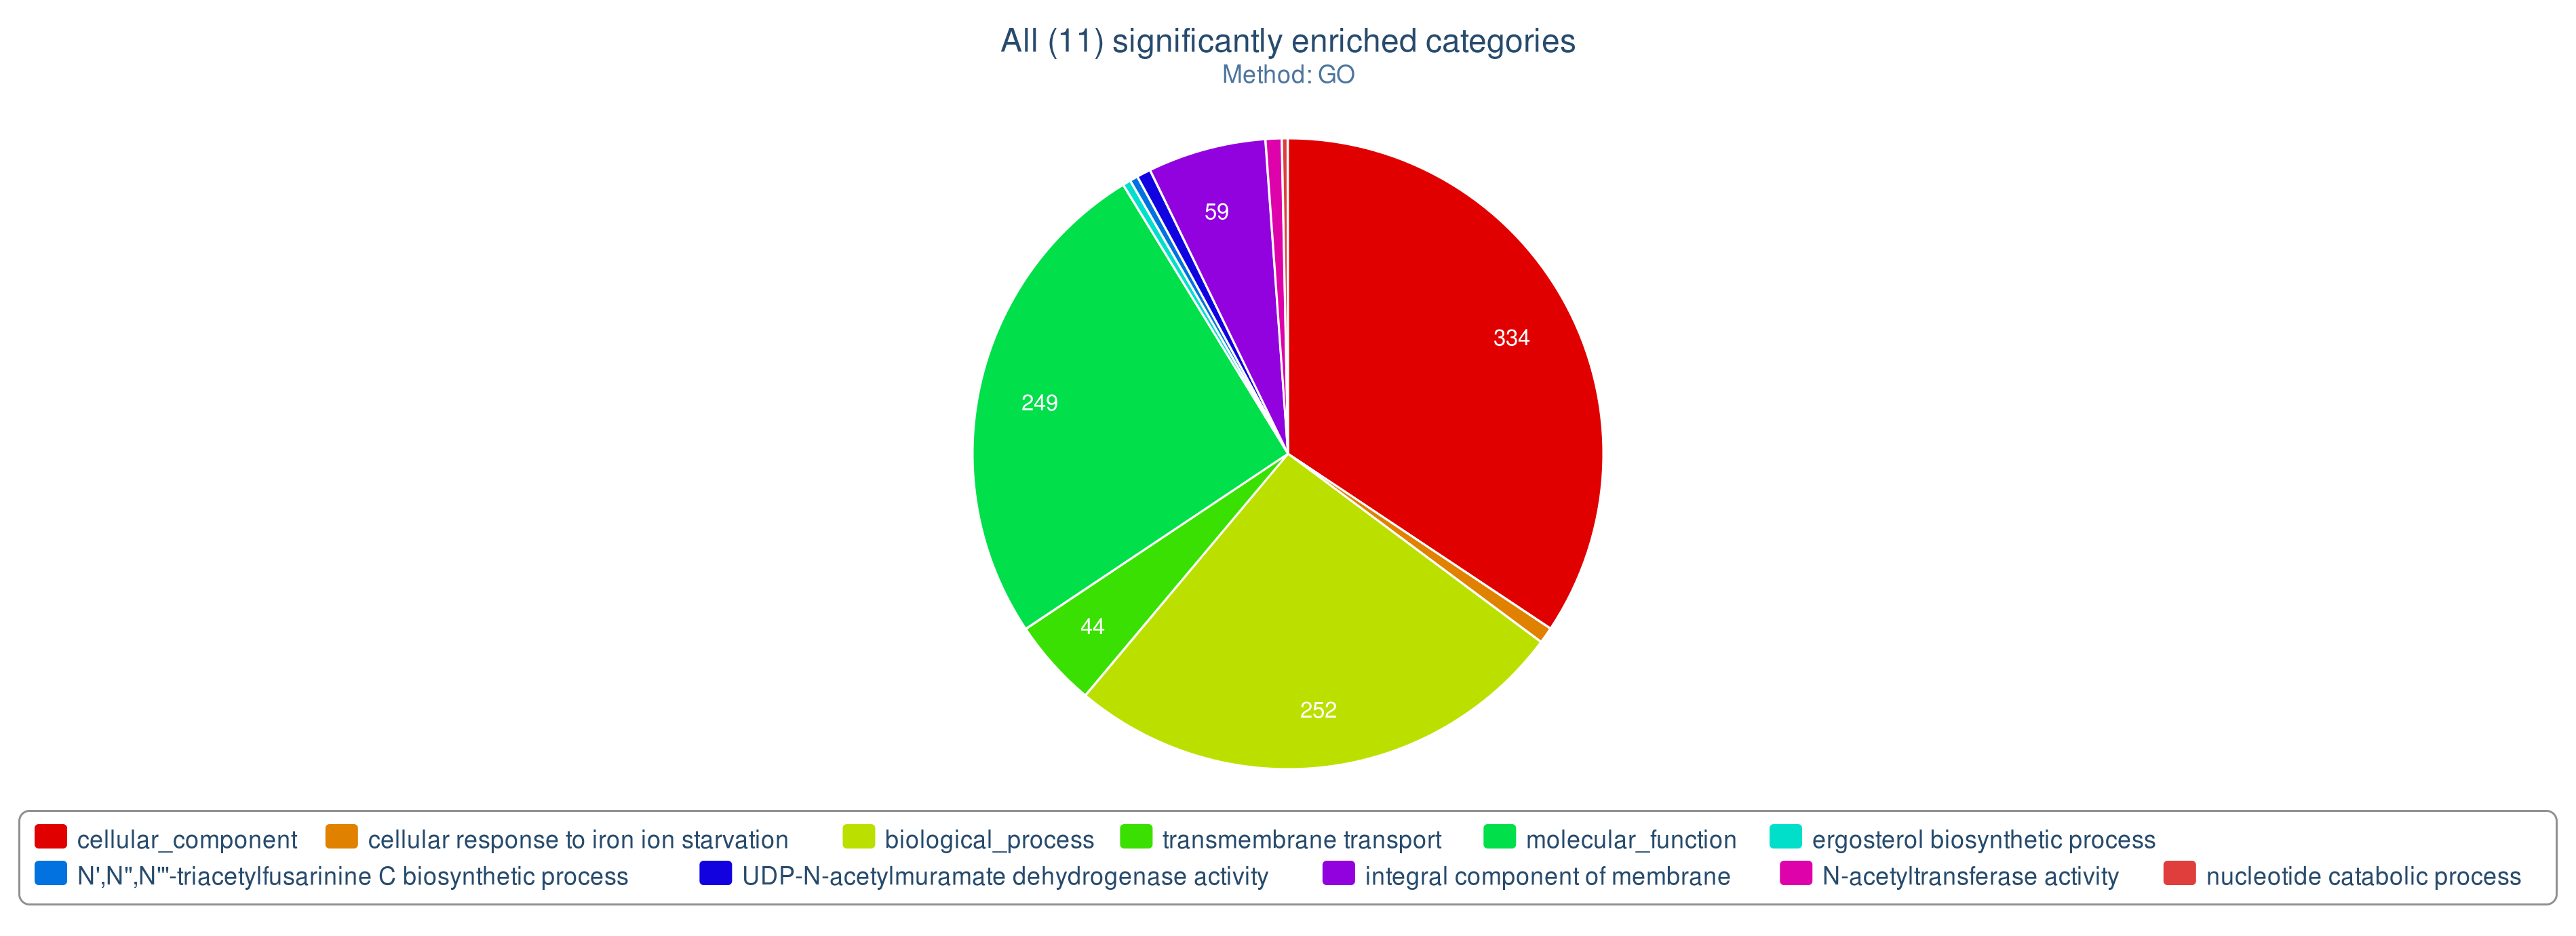 All (11) significantly enriched categories
Method: GO
59
334
249
44
252
cellular_component cellular response to iron ion starvation biological_process transmembrane transport molecular_function ergosterol biosynthetic process
N',N",N"'-triacetylfusarinine C biosynthetic process UDP-N-acetylmuramate dehydrogenase activity integral component of membrane N-acetyltransferase activity nucleotide catabolic process